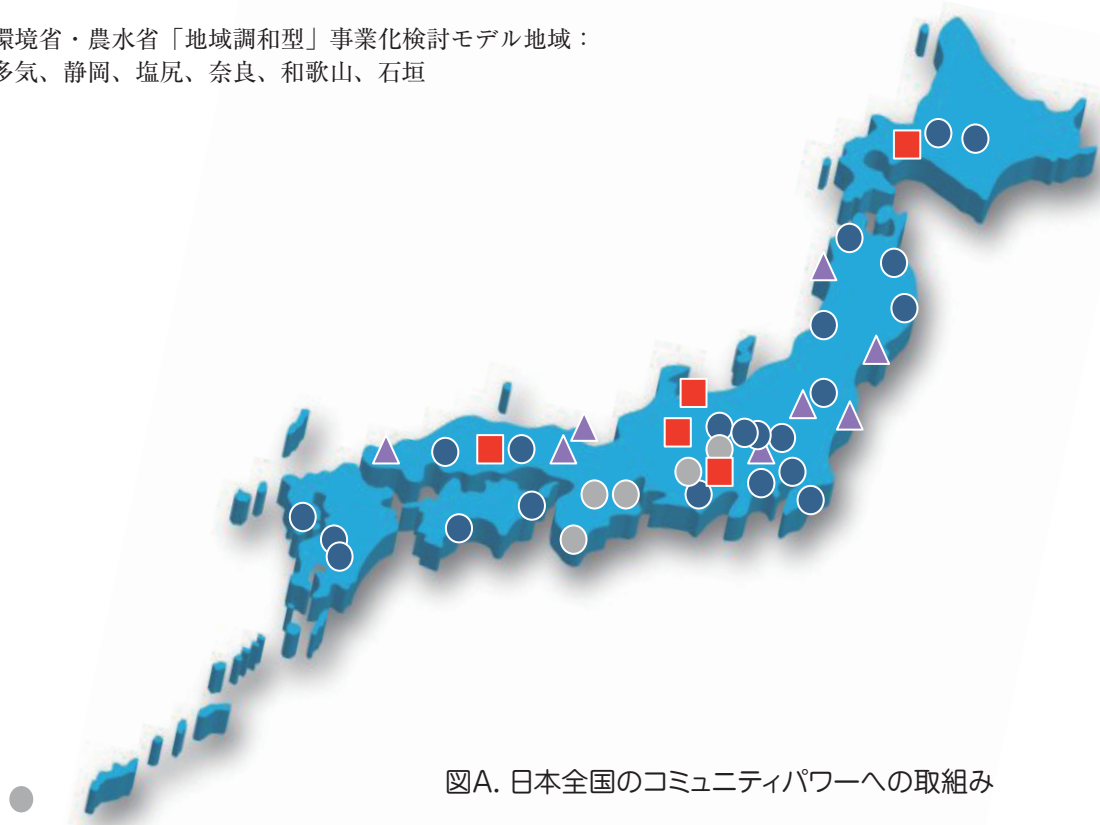 環境省・農水省「地域調和型」事業化検討モデル地域：
多気、静岡、塩尻、奈良、和歌山、石垣
図A. 日本全国のコミュニティパワーへの取組み